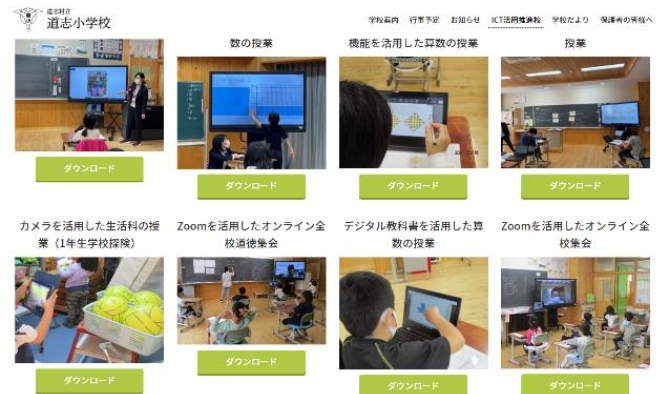 道志村立
道志小学校
学校案内 行事予定 お知らせ ICT活用推進校 学校だより 保護者の皆様へ
数の授業
機能を活用した算数の授業
授業
ダウンロード
ダウンロード
ダウンロード
ダウンロード
カメラを活用した生活科の授
業（1年生学校探険）
Zoomを活用したオンライン全
校道徳集会
デジタル教科書を活用した算
数の授業
Zoomを活用したオンライン全
校集会
ダウンロード
ダウンロード
ダウンロード
ダウンロード